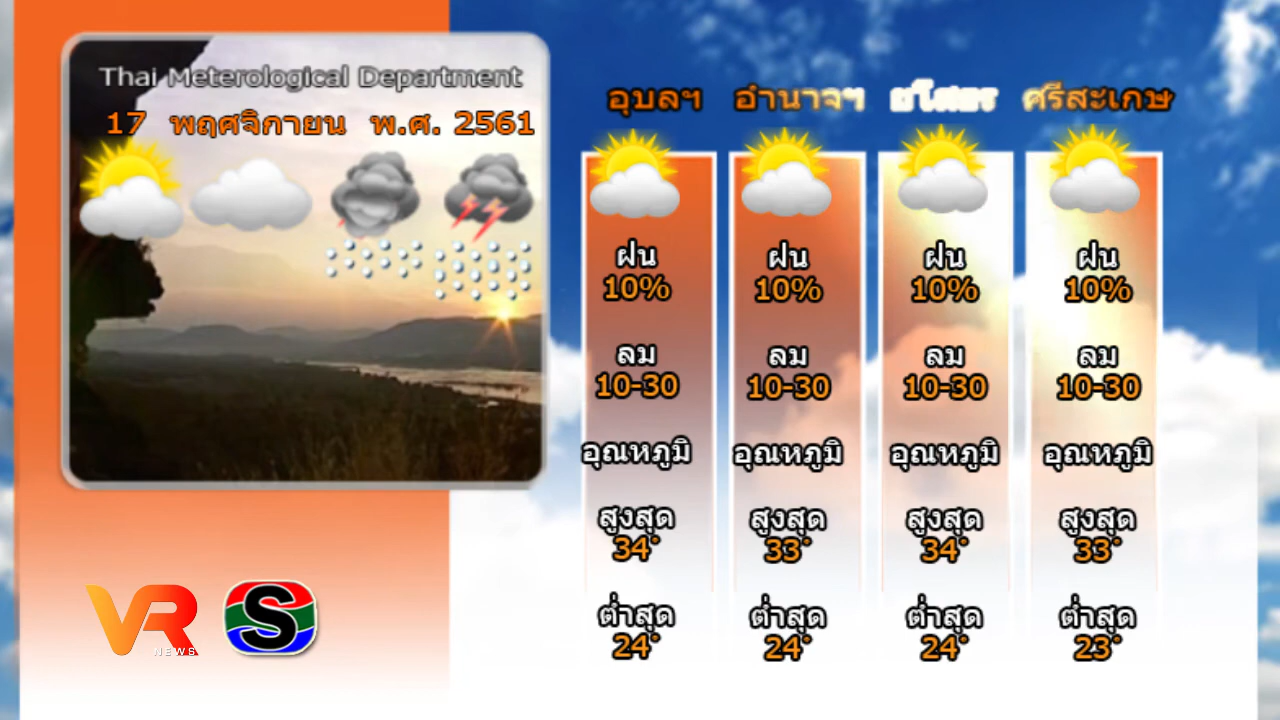 Thai Meterological Department
17 พฤศจิกายน พ.ศ. 2561
อุบลฯ อำนาจฯ ยโสธร ศรีสะเกษ
ฝน ฝน ฝน ฝน
10% 10% 10% 10%
ลม ลม ลม ลม
10-30 10-30 10-30 10-30
อุณหภูมิ อุณหภูมิ อุณหภูมิ อุณหภูมิ
สูงสุด สูงสุด สูงสุด สูงสุด
34° 33° 34° 33°
ต่ำสุด ต่ำสุด ต่ำสุด ต่ำสุด
24° 24° 24° 23°
VR S
NEWS